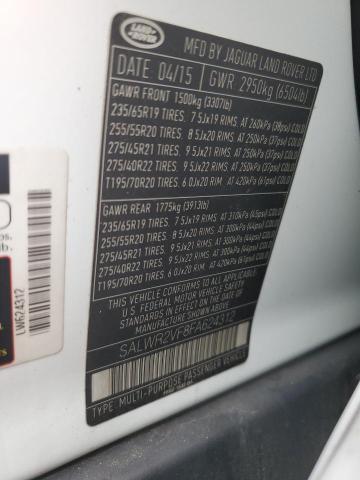 LAND ROVER
MFD BY JAGUAR LAND ROVER LTD
DATE 04/15 GWR 2950kg (6504lb)
GAWR FRONT 1500kg (3307lb)
235/65R19 TIRES. 7.5Jx19 RIMS. AT 260kPa (38psi) COLD
255/55R20 TIRES. 8.5Jx20 RIMS. AT 250kPa (37psi) COLD
275/45R21 TIRES. 9.5Jx21 RIMS. AT 250kPa (37psi) COLD
275/40R22 TIRES. 9.5Jx22 RIMS. AT 250kPa (37psi) COLD
T195/70R20 TIRES. 6.0Jx20 RIM. AT 420kPa (61psi) COLD
GAWR REAR 1775kg (3913lb)
235/65R19 TIRES. 7.5Jx19 RIMS. AT 310kPa (45psi) COLD
255/55R20 TIRES. 8.5Jx20 RIMS. AT 300kPa (44psi) COLD
275/45R21 TIRES. 9.5Jx21 RIMS. AT 300kPa (44psi) COLD
275/40R22 TIRES. 9.5Jx22 RIMS. AT 300kPa (44psi) COLD
T195/70R20 TIRES. 6.0Jx20 RIM. AT 420kPa (61psi) COLD
THIS VEHICLE CONFORMS TO ALL APPLICABLE
U.S. FEDERAL MOTOR VEHICLE SAFETY STANDARDS
IN EFFECT ON THE DATE OF MANUFACTURE SHOWN ABOVE
SALWR2VF8FA624312
TYPE MULTI-PURPOSE PASSENGER VEHICLE
lbs.
LW624312